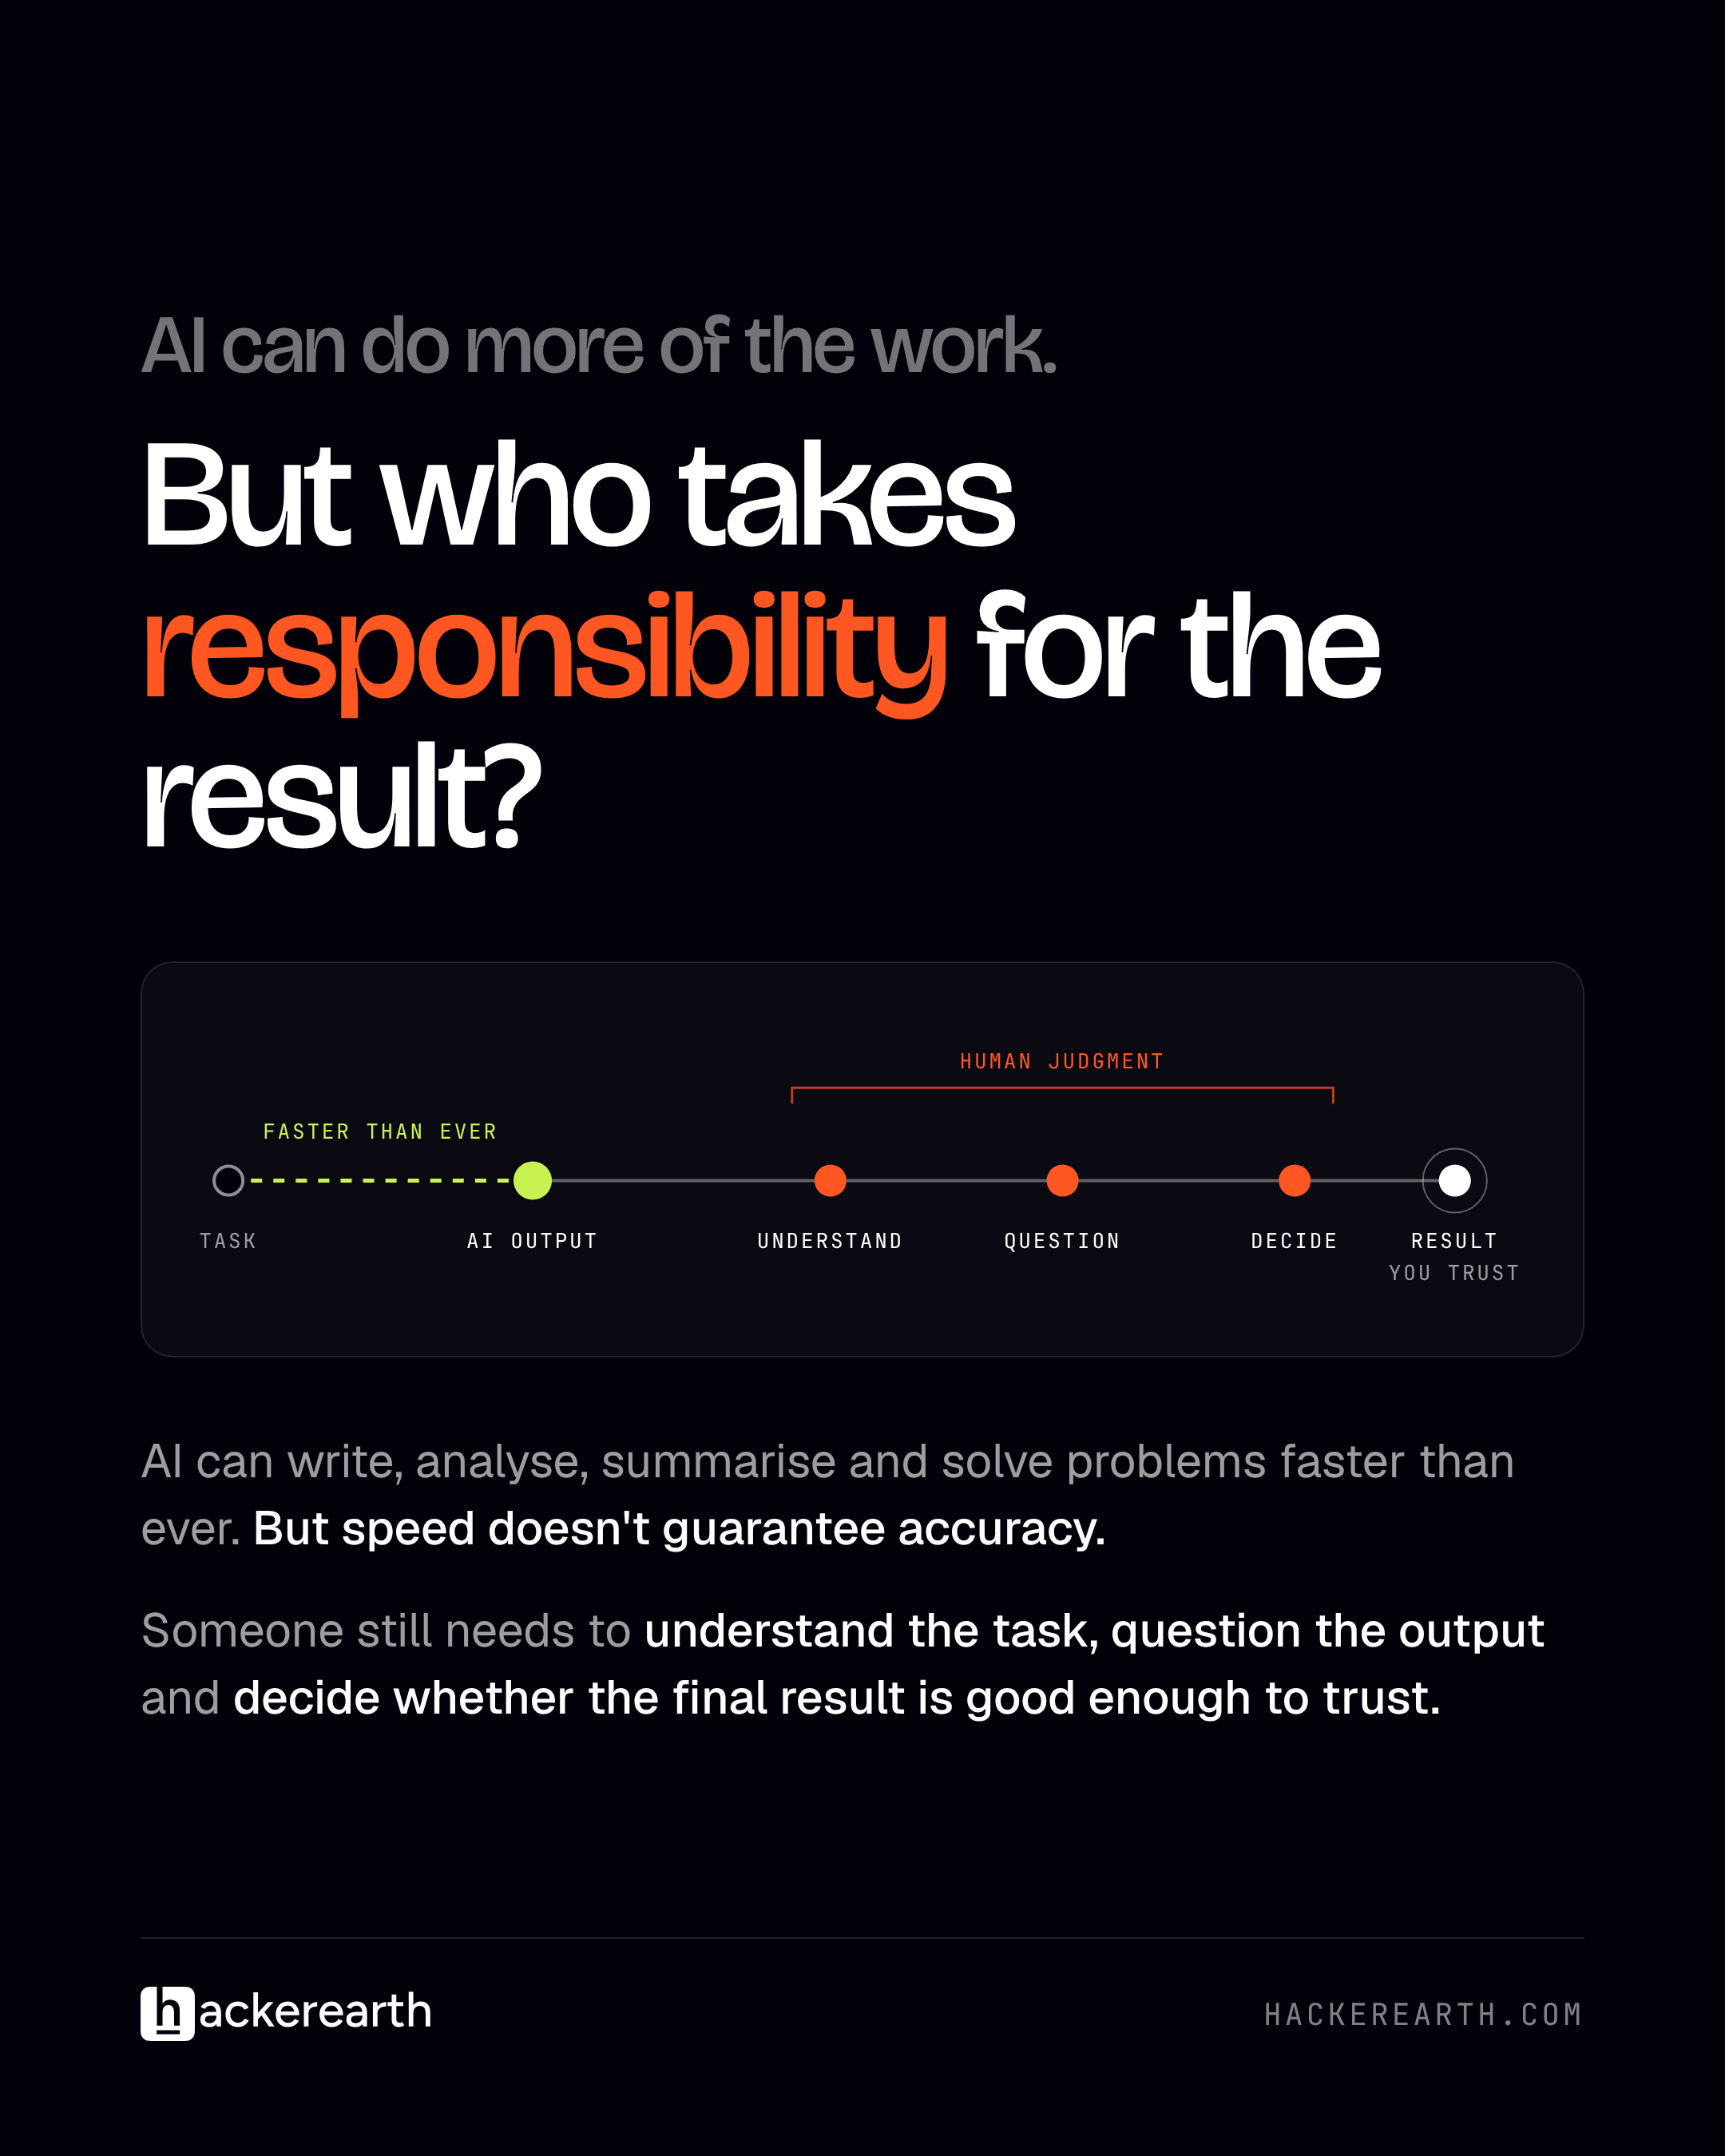 AI can do more of the work.
But who takes
responsibility for the
result?
HUMAN JUDGMENT
FASTER THAN EVER
TASK
AI OUTPUT
UNDERSTAND
QUESTION
DECIDE
RESULT
YOU TRUST
AI can write, analyse, summarise and solve problems faster than
ever. But speed doesn't guarantee accuracy.
Someone still needs to understand the task, question the output
and decide whether the final result is good enough to trust.
hackerearth
HACKEREARTH.COM